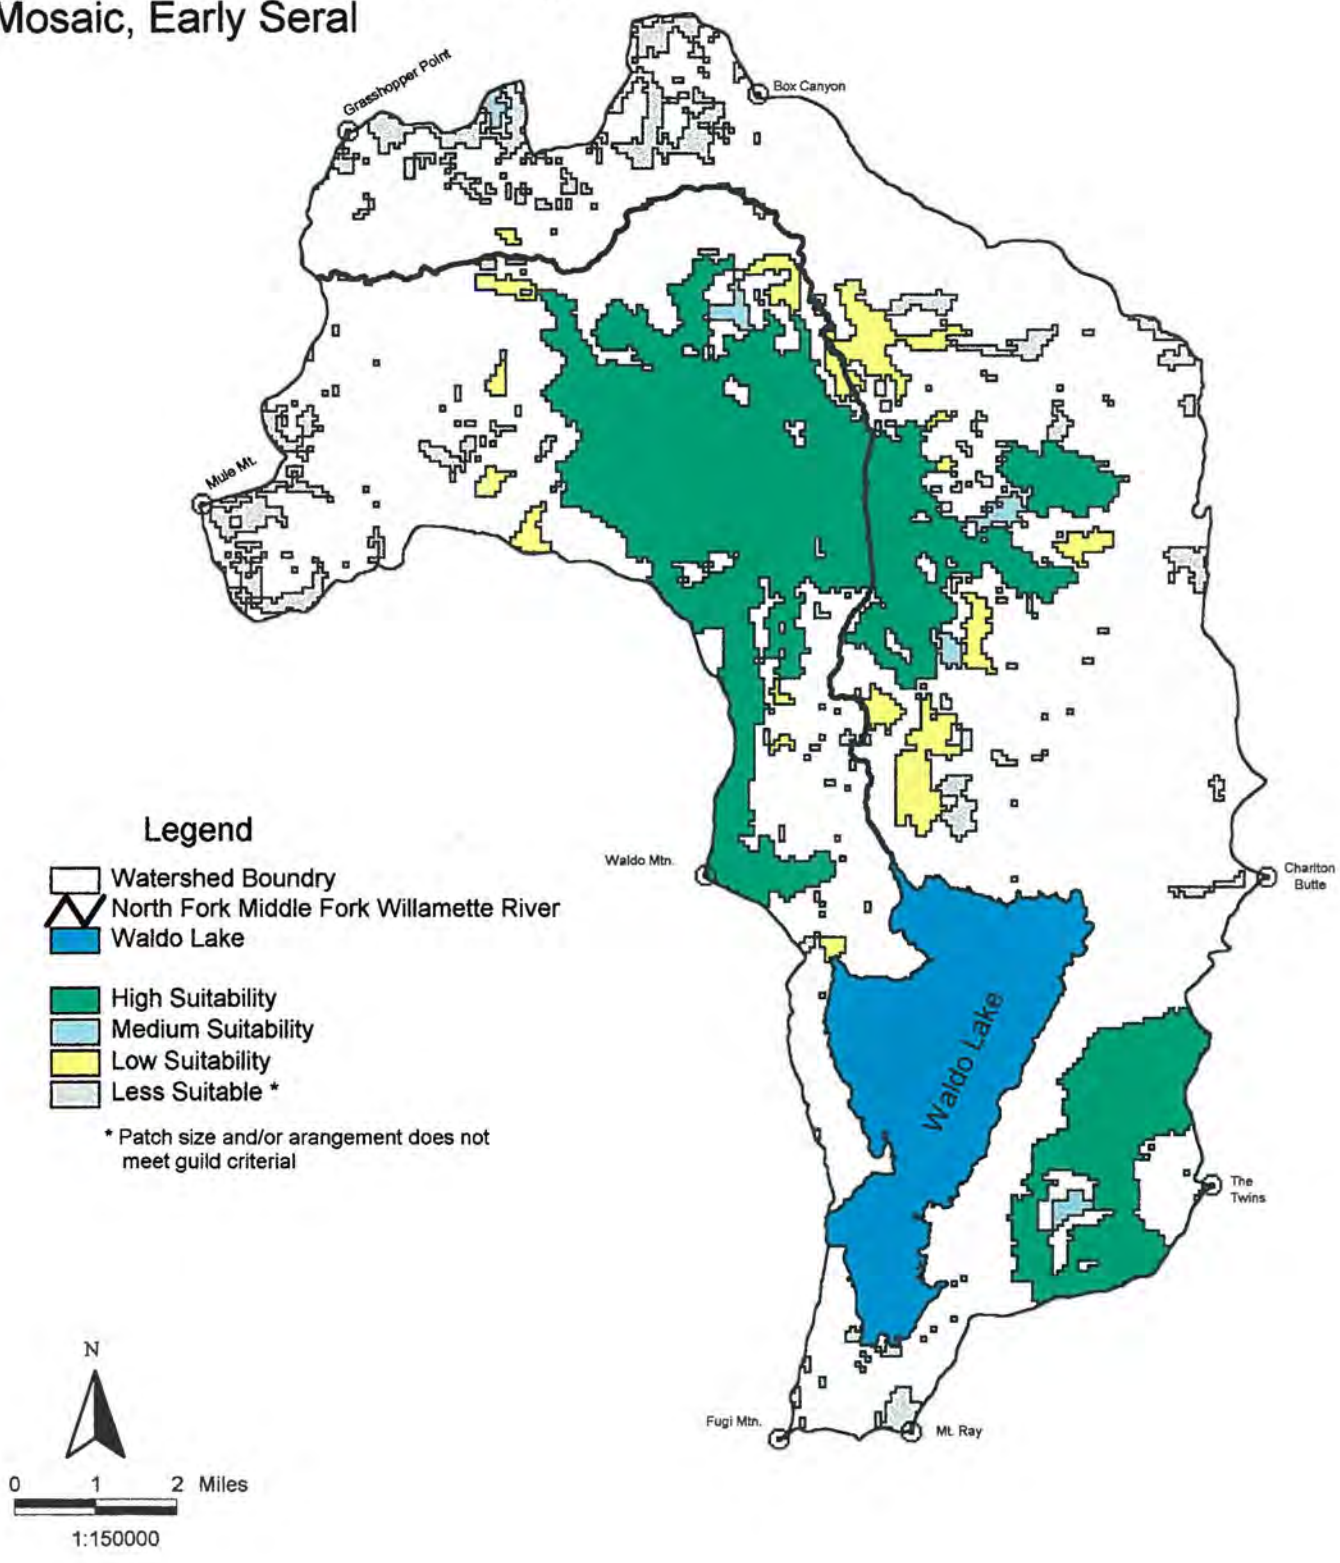 Mosaic, Early Seral
Grasshopper Point
Box Canyon
Mule Mt.
Legend
Watershed Boundry
North Fork Middle Fork Willamette River
Waldo Lake
High Suitability
Medium Suitability
Low Suitability
Less Suitable *
* Patch size and/or arangement does not
meet guild criterial
Waldo Mtn.
Charlton
Butte
Waldo Lake
The
Twins
Fugi Mtn.
Mt. Ray
N
0 1 2 Miles
1:150000